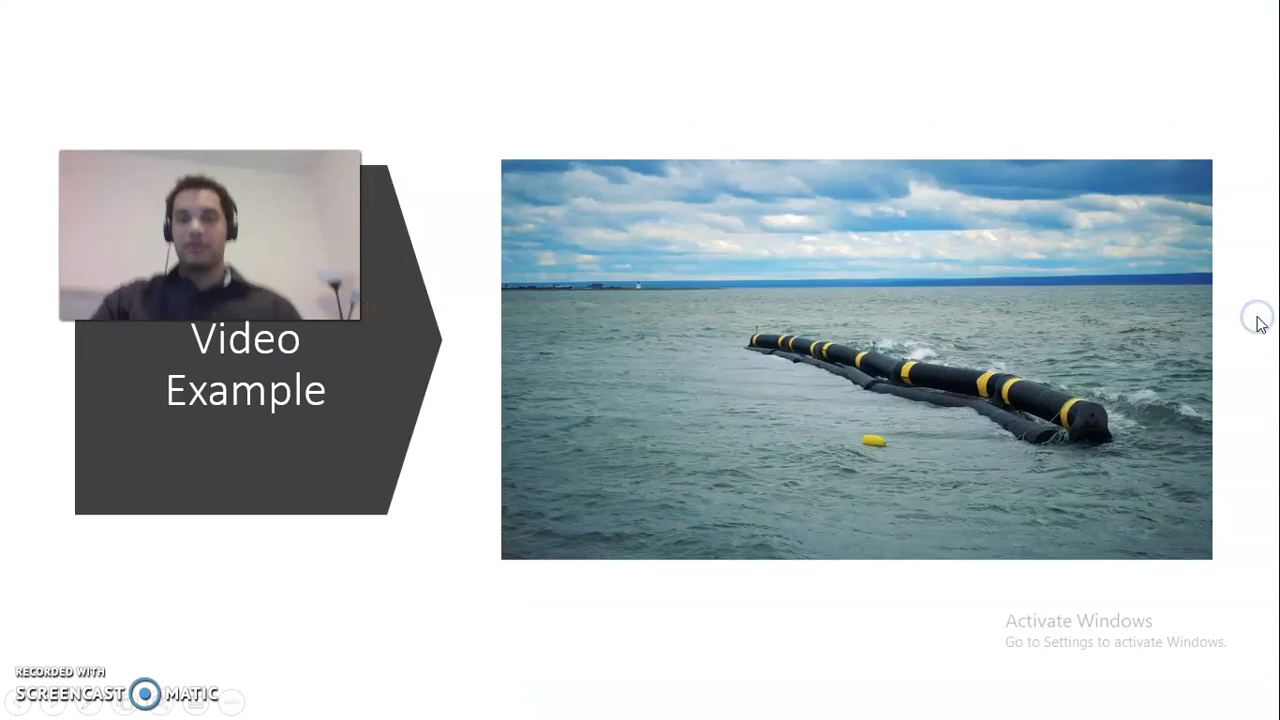 Video
Example
Activate Windows
Go to Settings to activate Windows.
RECORDED WITH
SCREENCAST MATIC